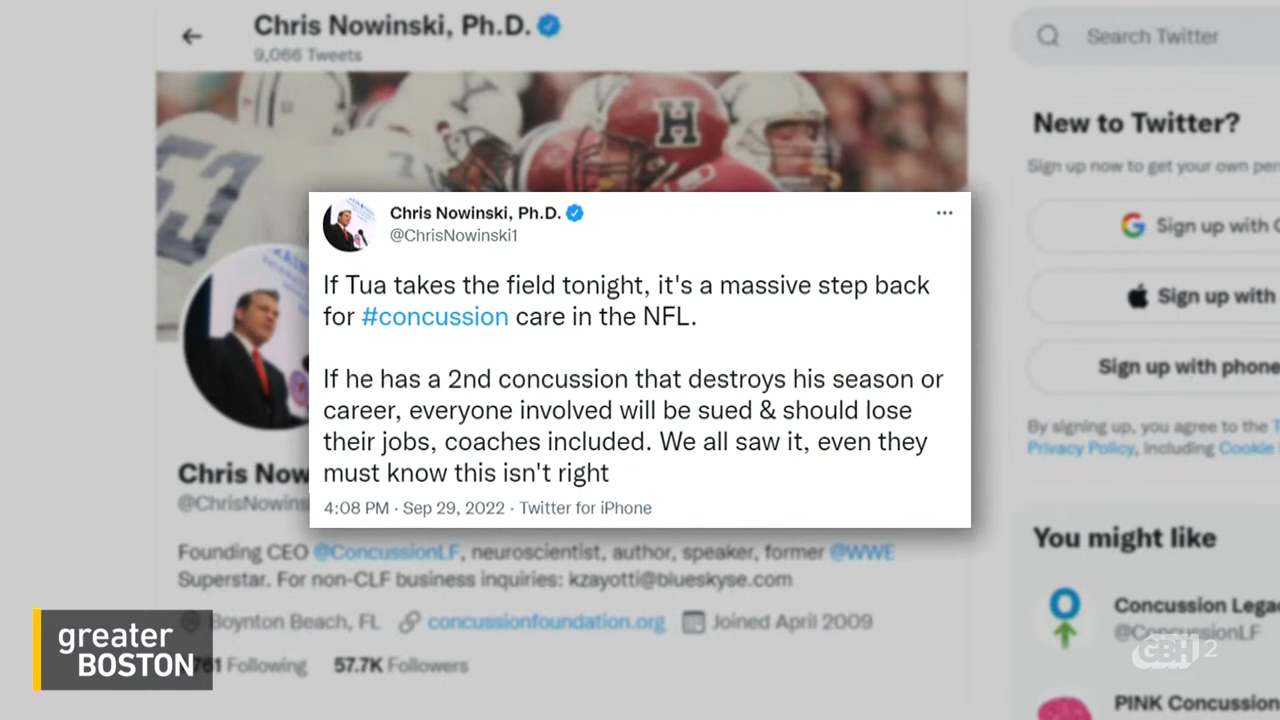 Chris Nowinski, Ph.D.
9,066 Tweets
Search Twitter
H
Y
53
New to Twitter?
Sign up now to get your own per
Sign up with
Sign up with
Sign up with phone
By signing up, you agree to the
Privacy Policy, including Cookie
Chris Nowinski, Ph.D.
@ChrisNowinski1
If Tua takes the field tonight, it's a massive step back
for #concussion care in the NFL.
If he has a 2nd concussion that destroys his season or
career, everyone involved will be sued & should lose
their jobs, coaches included. We all saw it, even they
must know this isn't right
4:08 PM · Sep 29, 2022 · Twitter for iPhone
Chris Now
@ChrisNowins
Founding CEO @ConcussionLF, neuroscientist, author, speaker, former @WWE
Superstar. For non-CLF business inquiries: kzayotti@blueskyse.com
Boynton Beach, FL concussionfoundation.org Joined April 2009
Following 57.7K Followers
You might like
Concussion Lega
@ConcussionLF
PINK Concussion
greater
BOSTON
GBH 2